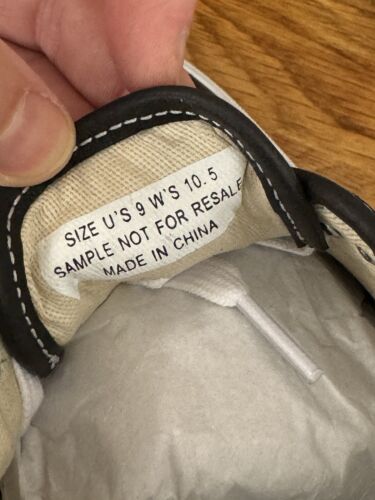 SIZE U'S 9 W'S 10.5
SAMPLE NOT FOR RESALE
MADE IN CHINA